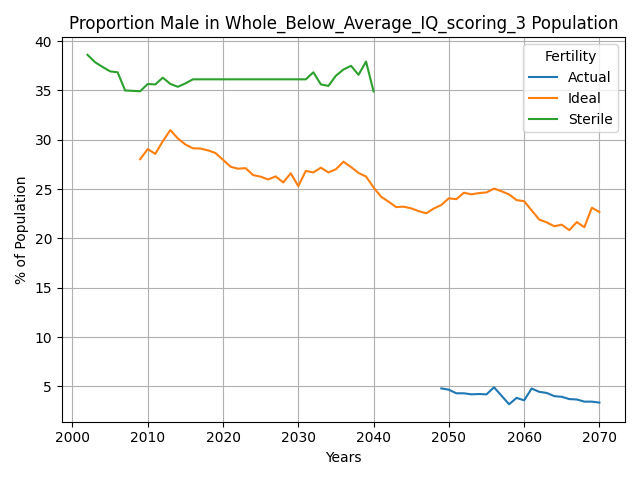 Proportion Male in Whole_Below_Average_IQ_scoring_3 Population
% of Population
40
35
30
25
20
15
10
5
Fertility
Actual
Ideal
Sterile
2000 2010 2020 2030 2040 2050 2060 2070
Years